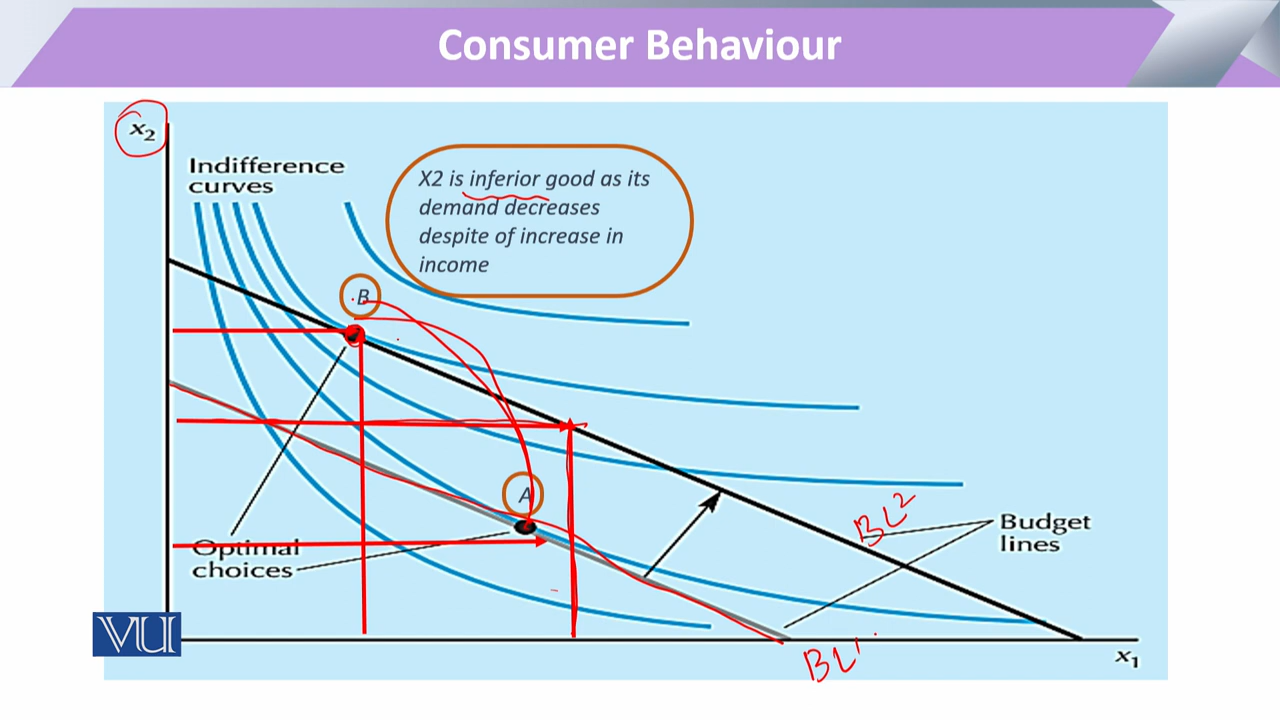 Consumer Behaviour
x2
Indifference
curves
X2 is inferior good as its
demand decreases
despite of increase in
income
B
A
BL2
Budget
lines
Optimal
choices
VU
BL1
x1